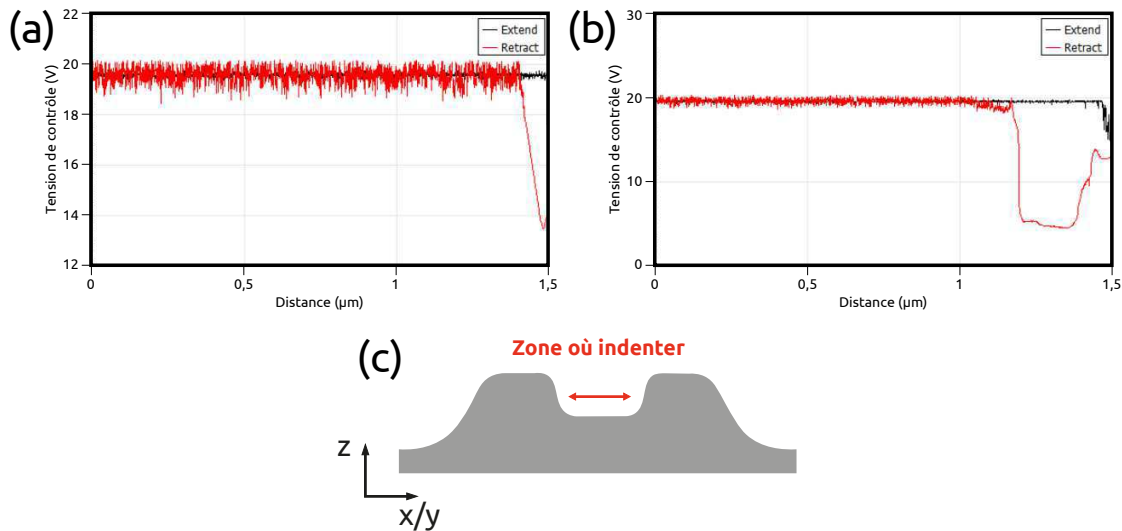 (a)
22
20
18
16
14
12
Tension de contrôle (V)
Extend
Retract
0
0,5
1
1,5
Distance (µm)
(b)
30
20
10
0
Tension de contrôle (V)
Extend
Retract
0
0,5
1
1,5
Distance (µm)
(c)
Zone où indenter
z
x/y